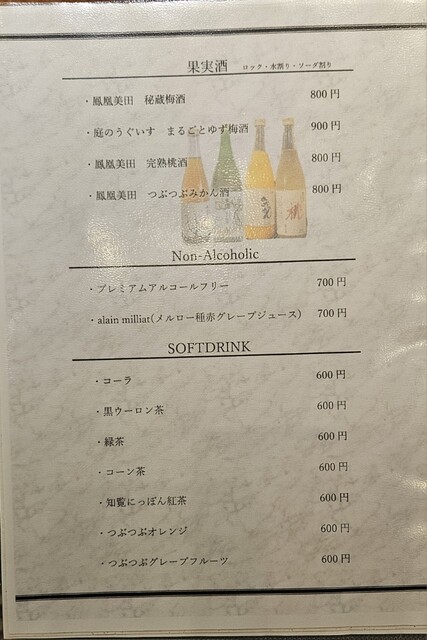 果実酒 ロック・水割り・ソーダ割り
・鳳凰美田 秘蔵梅酒 800円
・庭のうぐいす まるごとゆず梅酒 900円
・鳳凰美田 完熟桃酒 800円
・鳳凰美田 つぶつぶみかん酒 800円
Non-Alcoholic
・プレミアムアルコールフリー 700円
・alain milliat(メルロー種赤グレープジュース) 700円
SOFTDRINK
・コーラ 600円
・黒ウーロン茶 600円
・緑茶 600円
・コーン茶 600円
・知覧にっぽん紅茶 600円
・つぶつぶオレンジ 600円
・つぶつぶグレープフルーツ 600円